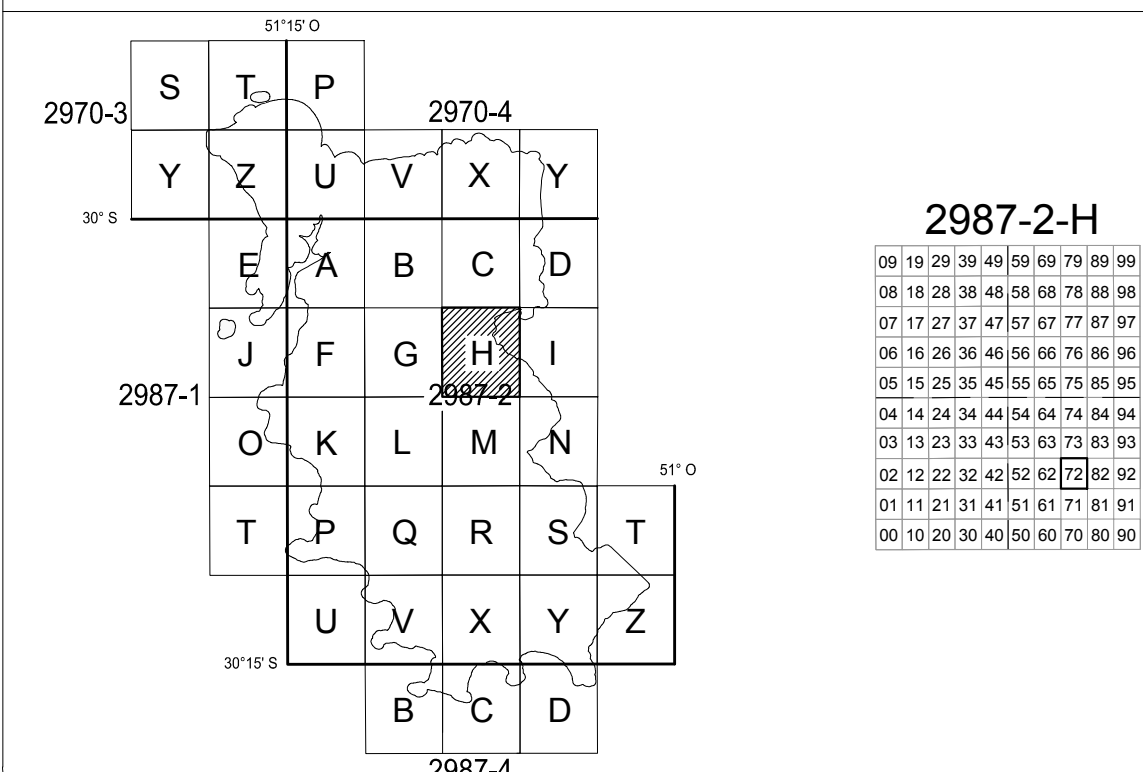 51°15' O
S T P
2970-3
2970-4
Y Z U V X Y
30° S
E A B C D
J F G H I
2987-1
2987-2
O K L M N
51° O
T P Q R S T
U V X Y Z
30°15' S
B C D
2987-4
2987-2-H
09 19 29 39 49 59 69 79 89 99
08 18 28 38 48 58 68 78 88 98
07 17 27 37 47 57 67 77 87 97
06 16 26 36 46 56 66 76 86 96
05 15 25 35 45 55 65 75 85 95
04 14 24 34 44 54 64 74 84 94
03 13 23 33 43 53 63 73 83 93
02 12 22 32 42 52 62 72 82 92
01 11 21 31 41 51 61 71 81 91
00 10 20 30 40 50 60 70 80 90